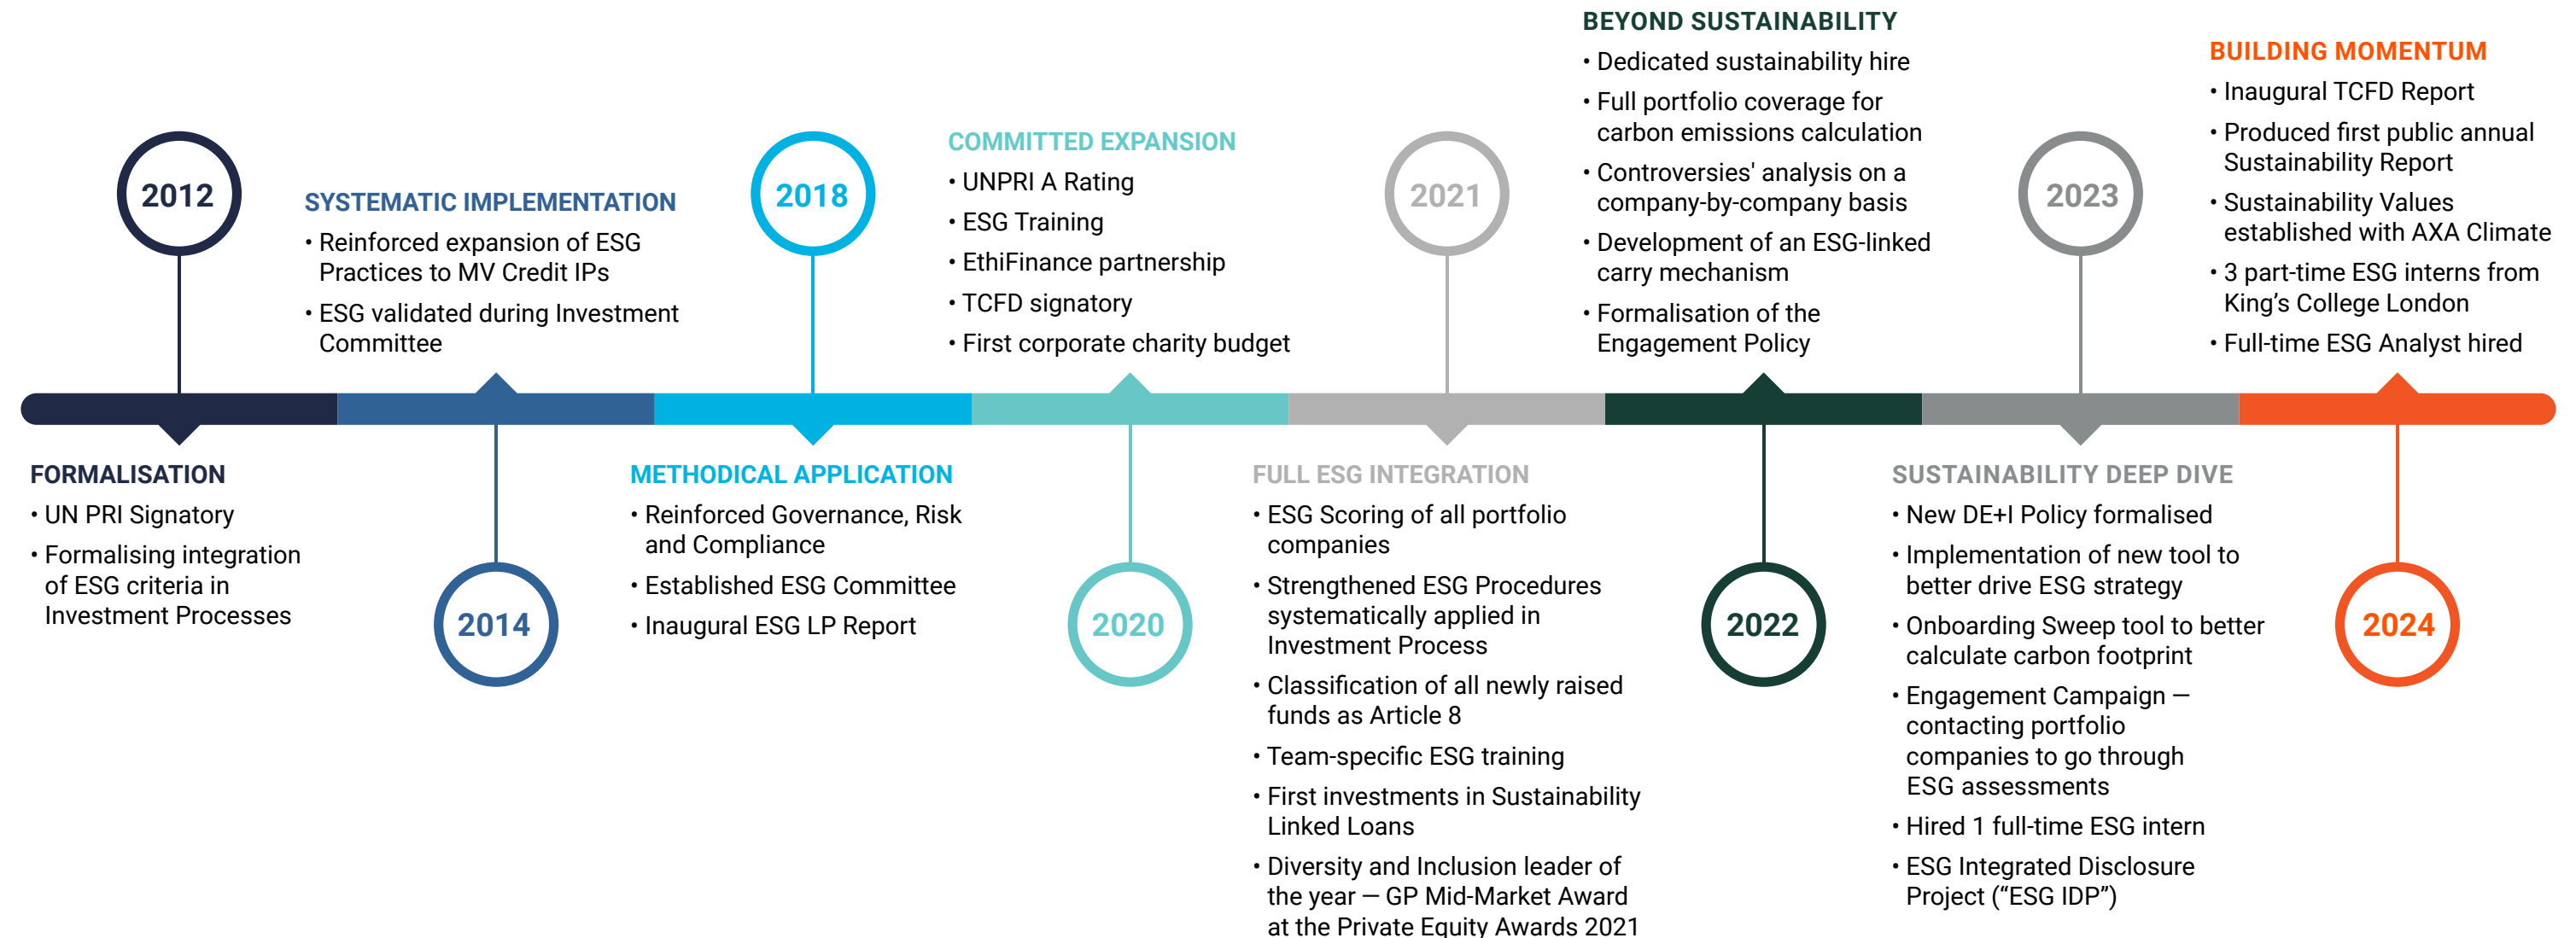 2012
FORMALISATION
• UN PRI Signatory
• Formalising integration
of ESG criteria in
Investment Processes
SYSTEMATIC IMPLEMENTATION
• Reinforced expansion of ESG
Practices to MV Credit IPs
• ESG validated during Investment
Committee
2014
2018
METHODICAL APPLICATION
• Reinforced Governance, Risk
and Compliance
• Established ESG Committee
• Inaugural ESG LP Report
COMMITTED EXPANSION
• UNPRI A Rating
• ESG Training
• EthiFinance partnership
• TCFD signatory
• First corporate charity budget
2020
2021
FULL ESG INTEGRATION
• ESG Scoring of all portfolio
companies
• Strengthened ESG Procedures
systematically applied in
Investment Process
• Classification of all newly raised
funds as Article 8
• Team-specific ESG training
• First investments in Sustainability
Linked Loans
• Diversity and Inclusion leader of
the year — GP Mid-Market Award
at the Private Equity Awards 2021
BEYOND SUSTAINABILITY
• Dedicated sustainability hire
• Full portfolio coverage for
carbon emissions calculation
• Controversies' analysis on a
company-by-company basis
• Development of an ESG-linked
carry mechanism
• Formalisation of the
Engagement Policy
2022
2023
SUSTAINABILITY DEEP DIVE
• New DE+I Policy formalised
• Implementation of new tool to
better drive ESG strategy
• Onboarding Sweep tool to better
calculate carbon footprint
• Engagement Campaign —
contacting portfolio
companies to go through
ESG assessments
• Hired 1 full-time ESG intern
• ESG Integrated Disclosure
Project (“ESG IDP”)
BUILDING MOMENTUM
• Inaugural TCFD Report
• Produced first public annual
Sustainability Report
• Sustainability Values
established with AXA Climate
• 3 part-time ESG interns from
King’s College London
• Full-time ESG Analyst hired
2024